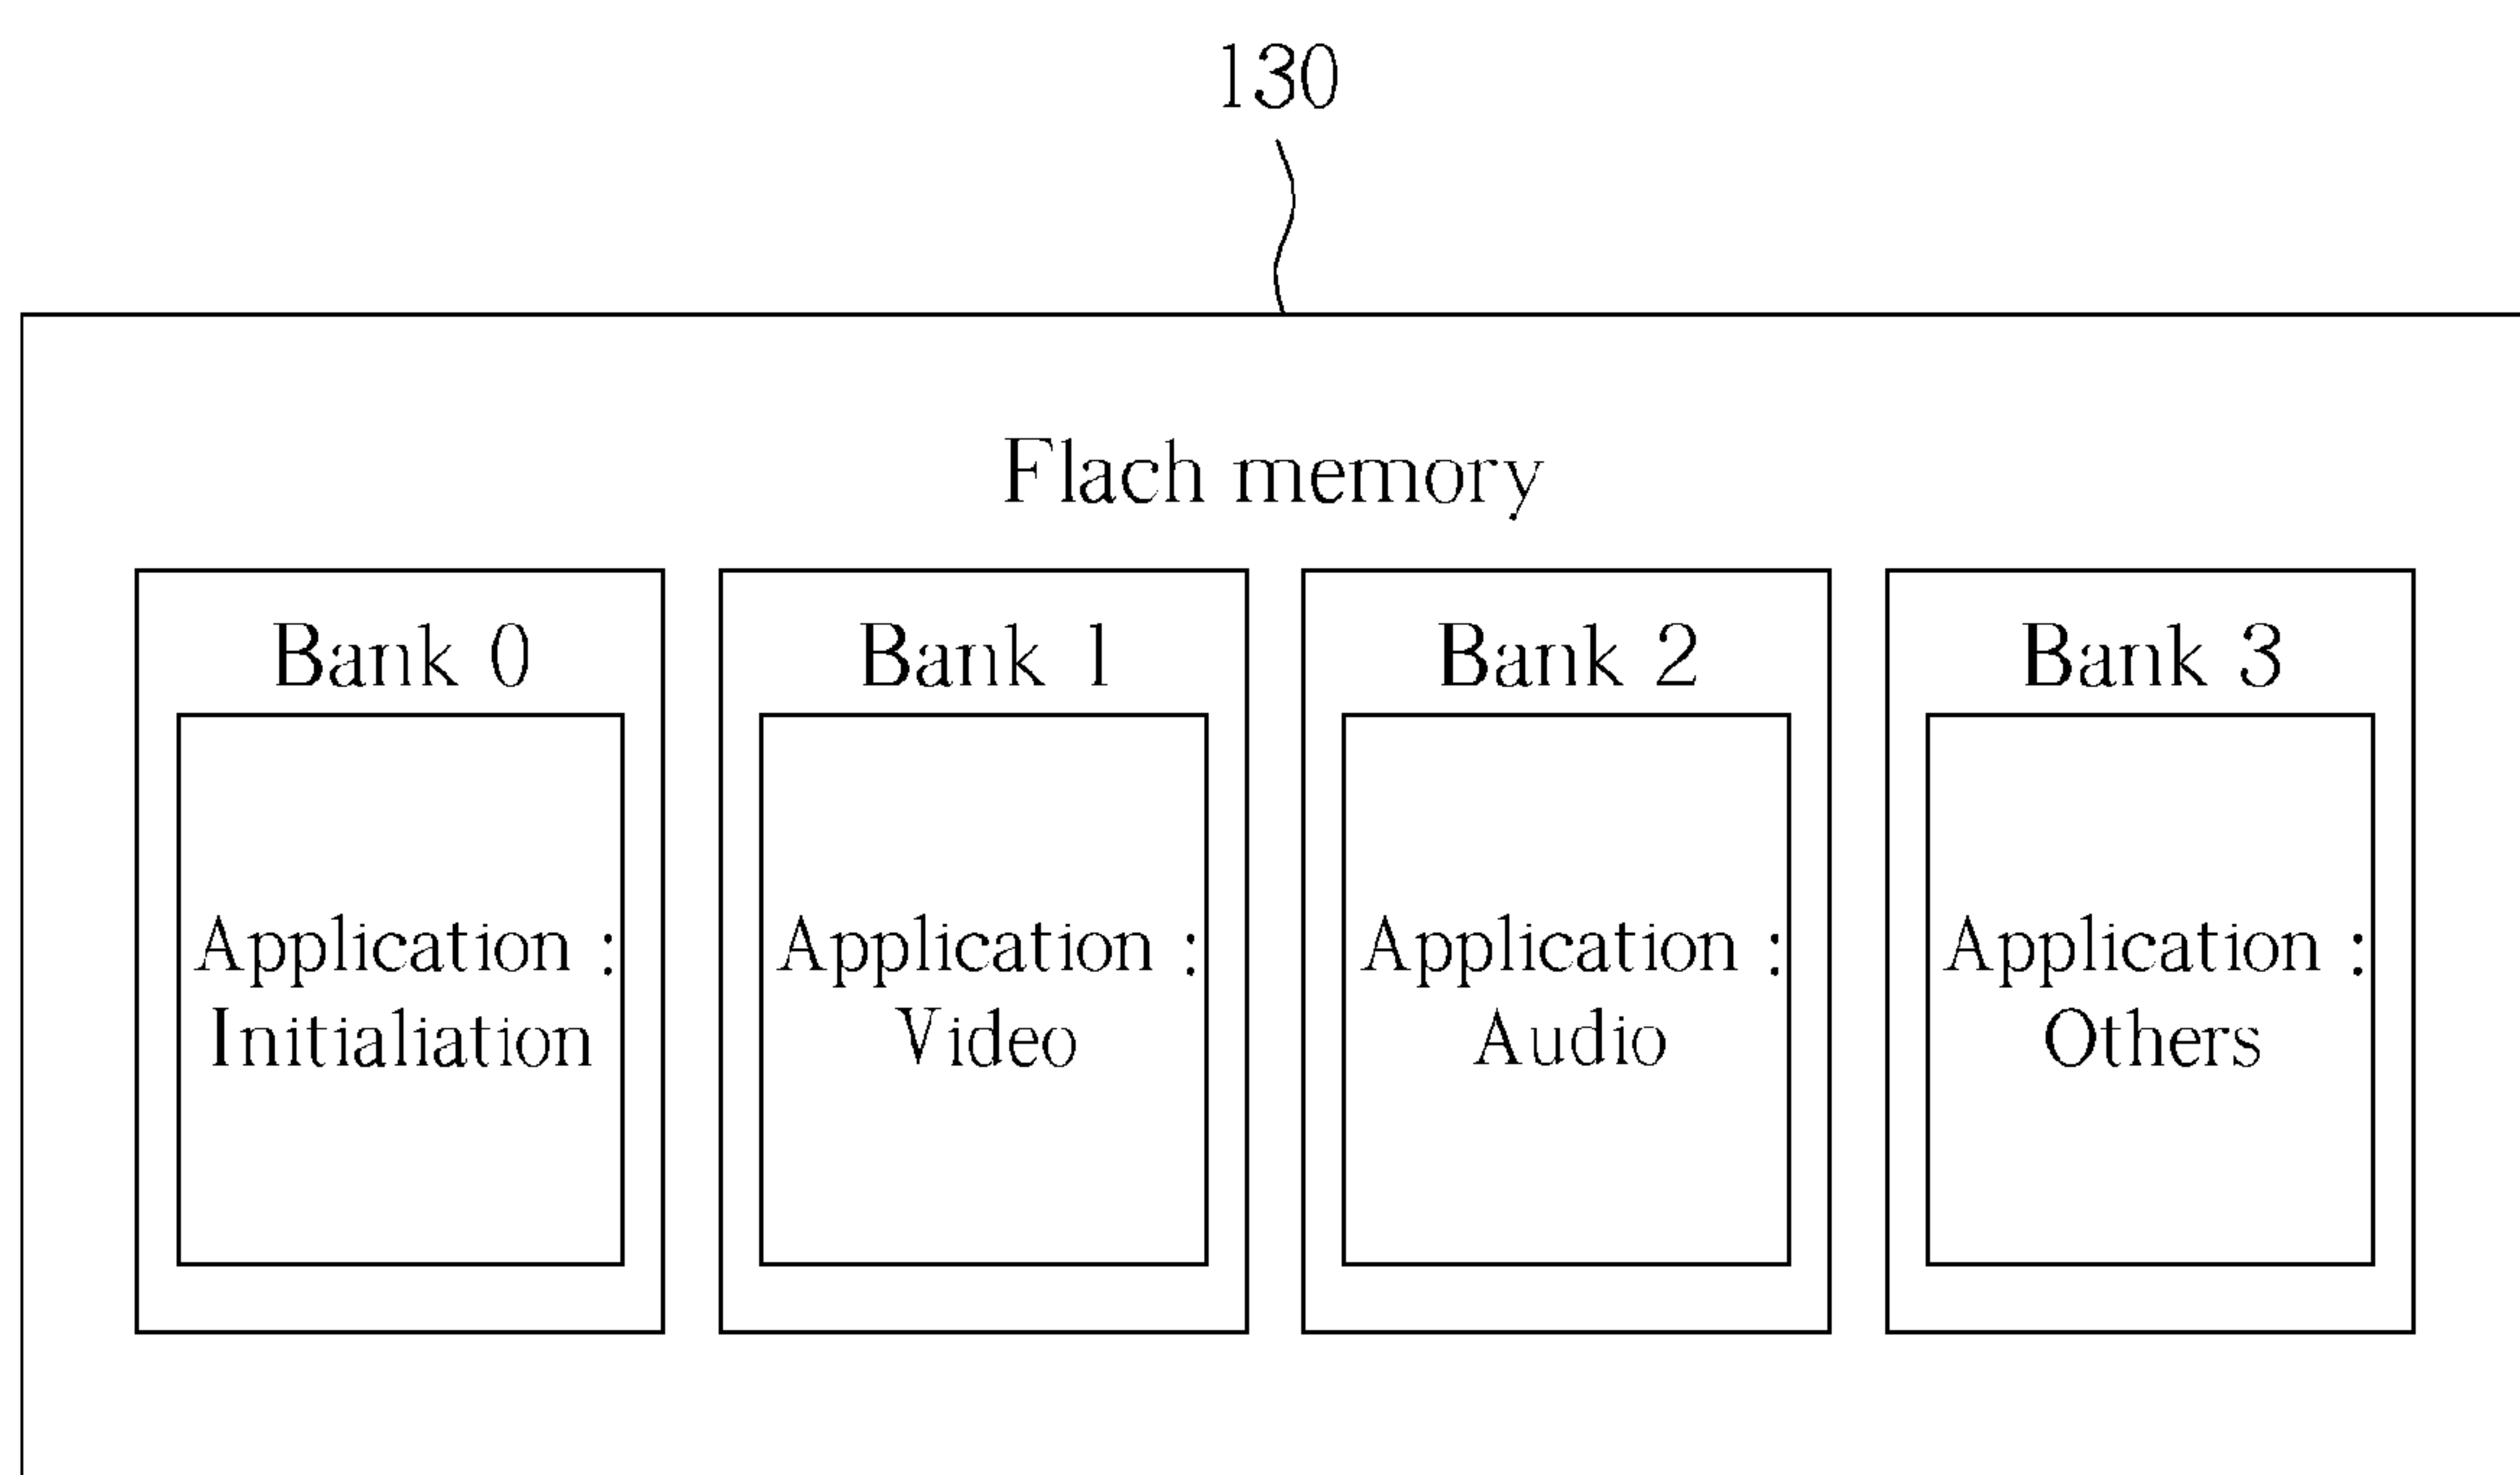 130
Flach memory
Bank 0
Application :
Initialiation
Bank 1
Application :
Video
Bank 2
Application :
Audio
Bank 3
Application :
Others